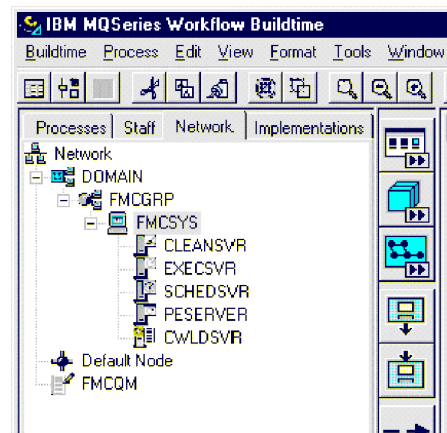 IBM MQSeries Workflow Buildtime
Buildtime Process Edit View Format Tools Window
Processes Staff Network Implementations
Network
DOMAIN
FMCGRP
FMCSYS
CLEANSVR
EXECSVR
SCHEDSVR
PESERVER
CWLDSVR
Default Node
FMCQM